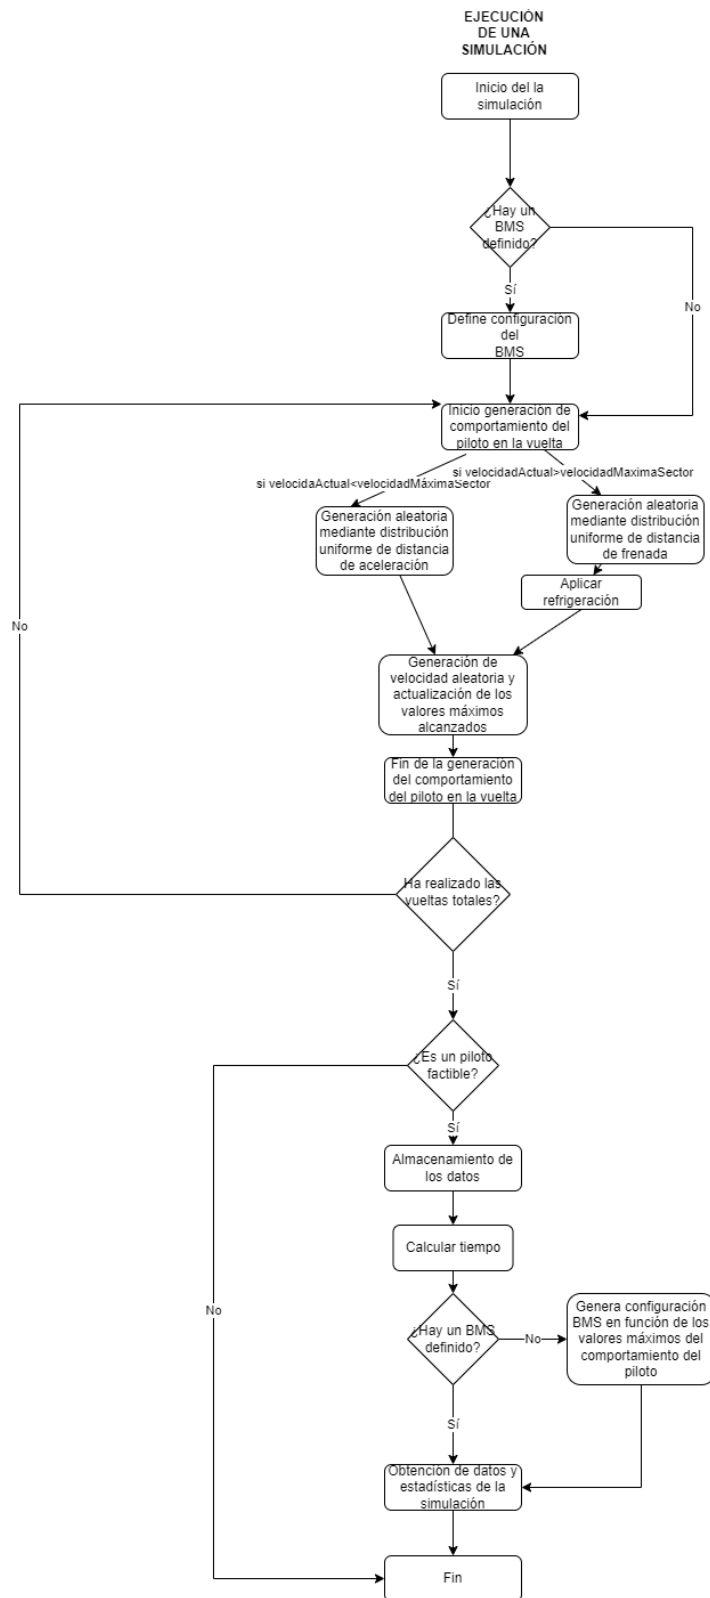 EJECUCIÓN
DE UNA
SIMULACIÓN
Inicio del la
simulación
¿Hay un
BMS
definido?
Sí
No
Define configuración
del
BMS
Inicio generación de
comportamiento del
piloto en la vuelta
si velocidaActual<velocidadMáximaSector
si velocidadActual>velocidadMaximaSector
Generación aleatoria
mediante distribución
uniforme de distancia
de aceleración
Generación aleatoria
mediante distribución
uniforme de distancia
de frenada
Aplicar
refrigeración
No
Generación de
velocidad aleatoria y
actualización de los
valores máximos
alcanzados
Fin de la generación
del comportamiento
del piloto en la vuelta
Ha realizado las
vueltas totales?
Sí
¿Es un piloto
factible?
Sí
Almacenamiento de
los datos
Calcular tiempo
No
¿Hay un BMS
definido?
No
Genera configuración
BMS en función de los
valores máximos del
comportamiento del
piloto
Sí
Obtención de datos y
estadísticas de la
simulación
Fin